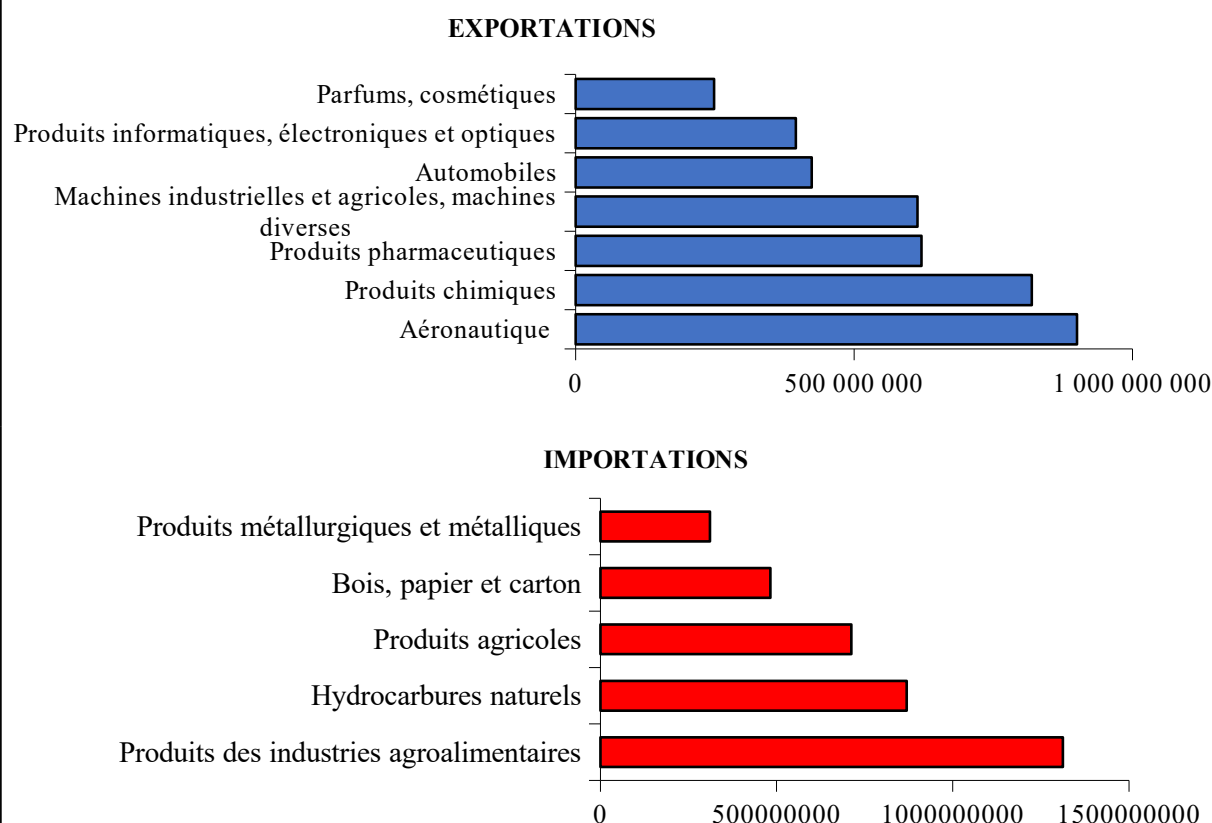 EXPORTATIONS
Parfums, cosmétiques
Produits informatiques, électroniques et optiques
Automobiles
Machines industrielles et agricoles, machines
diverses
Produits pharmaceutiques
Produits chimiques
Aéronautique
0 500 000 000 1 000 000 000
IMPORTATIONS
Produits métallurgiques et métalliques
Bois, papier et carton
Produits agricoles
Hydrocarbures naturels
Produits des industries agroalimentaires
0 500000000 1000000000 1500000000